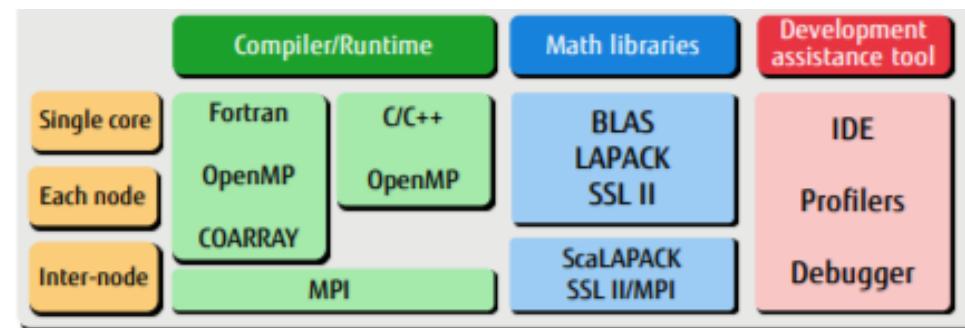 Compiler/Runtime
Math libraries
Development
assistance tool
Single core
Each node
Inter-node
Fortran
OpenMP
COARRAY
C/C++
OpenMP
MPI
BLAS
LAPACK
SSL II
ScaLAPACK
SSL II/MPI
IDE
Profilers
Debugger